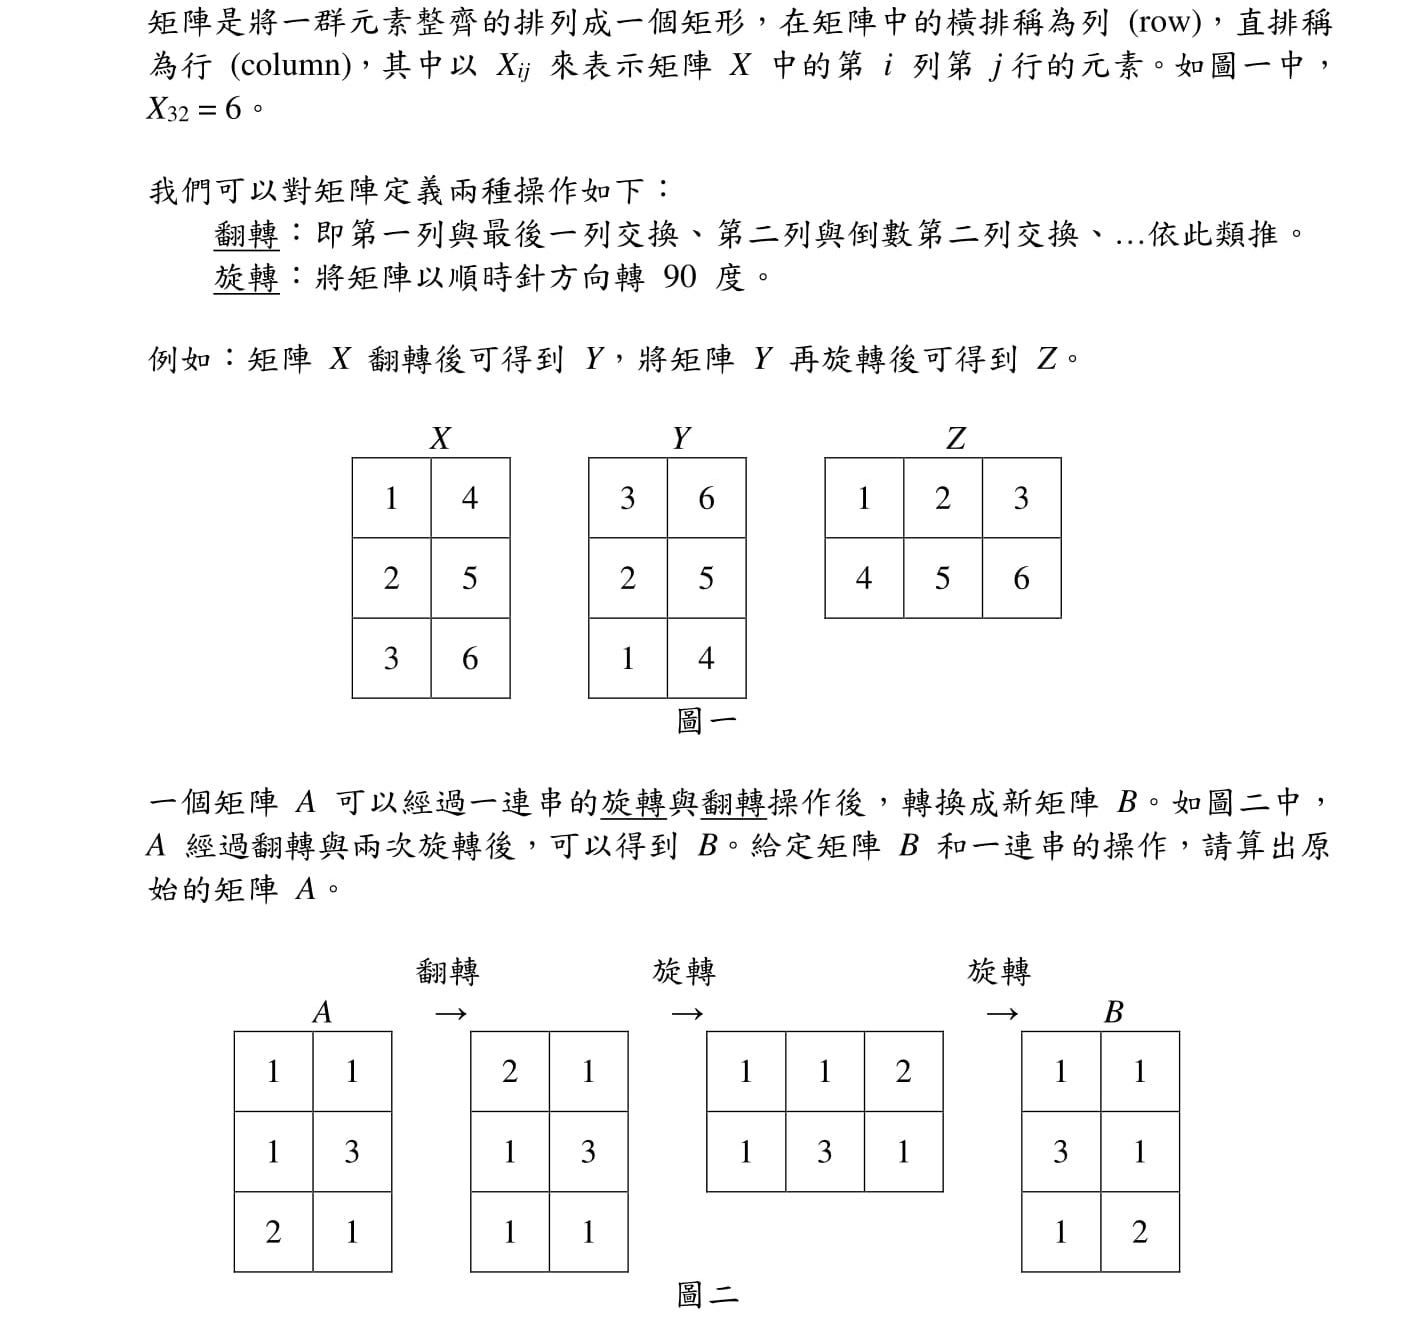 矩陣是將一群元素整齊的排列成一個矩形，在矩陣中的橫排稱為列 (row)，直排稱
為行 (column)，其中以 Xij 來表示矩陣 X 中的第 i 列第 j 行的元素。如圖一中，
X32 = 6。
我們可以對矩陣定義兩種操作如下：
翻轉：即第一列與最後一列交換、第二列與倒數第二列交換、…依此類推。
旋轉：將矩陣以順時針方向轉 90 度。
例如：矩陣 X 翻轉後可得到 Y，將矩陣 Y 再旋轉後可得到 Z。
X Y Z
1 4 3 6 1 2 3
2 5 2 5 4 5 6
3 6 1 4
圖一
一個矩陣 A 可以經過一連串的旋轉與翻轉操作後，轉換成新矩陣 B。如圖二中，
A 經過翻轉與兩次旋轉後，可以得到 B。給定矩陣 B 和一連串的操作，請算出原
始的矩陣 A。
翻轉 旋轉 旋轉
A → → → B
1 1 2 1 1 1 2 1 1
1 3 1 3 1 3 1 3 1
2 1 1 1 1 2
圖二